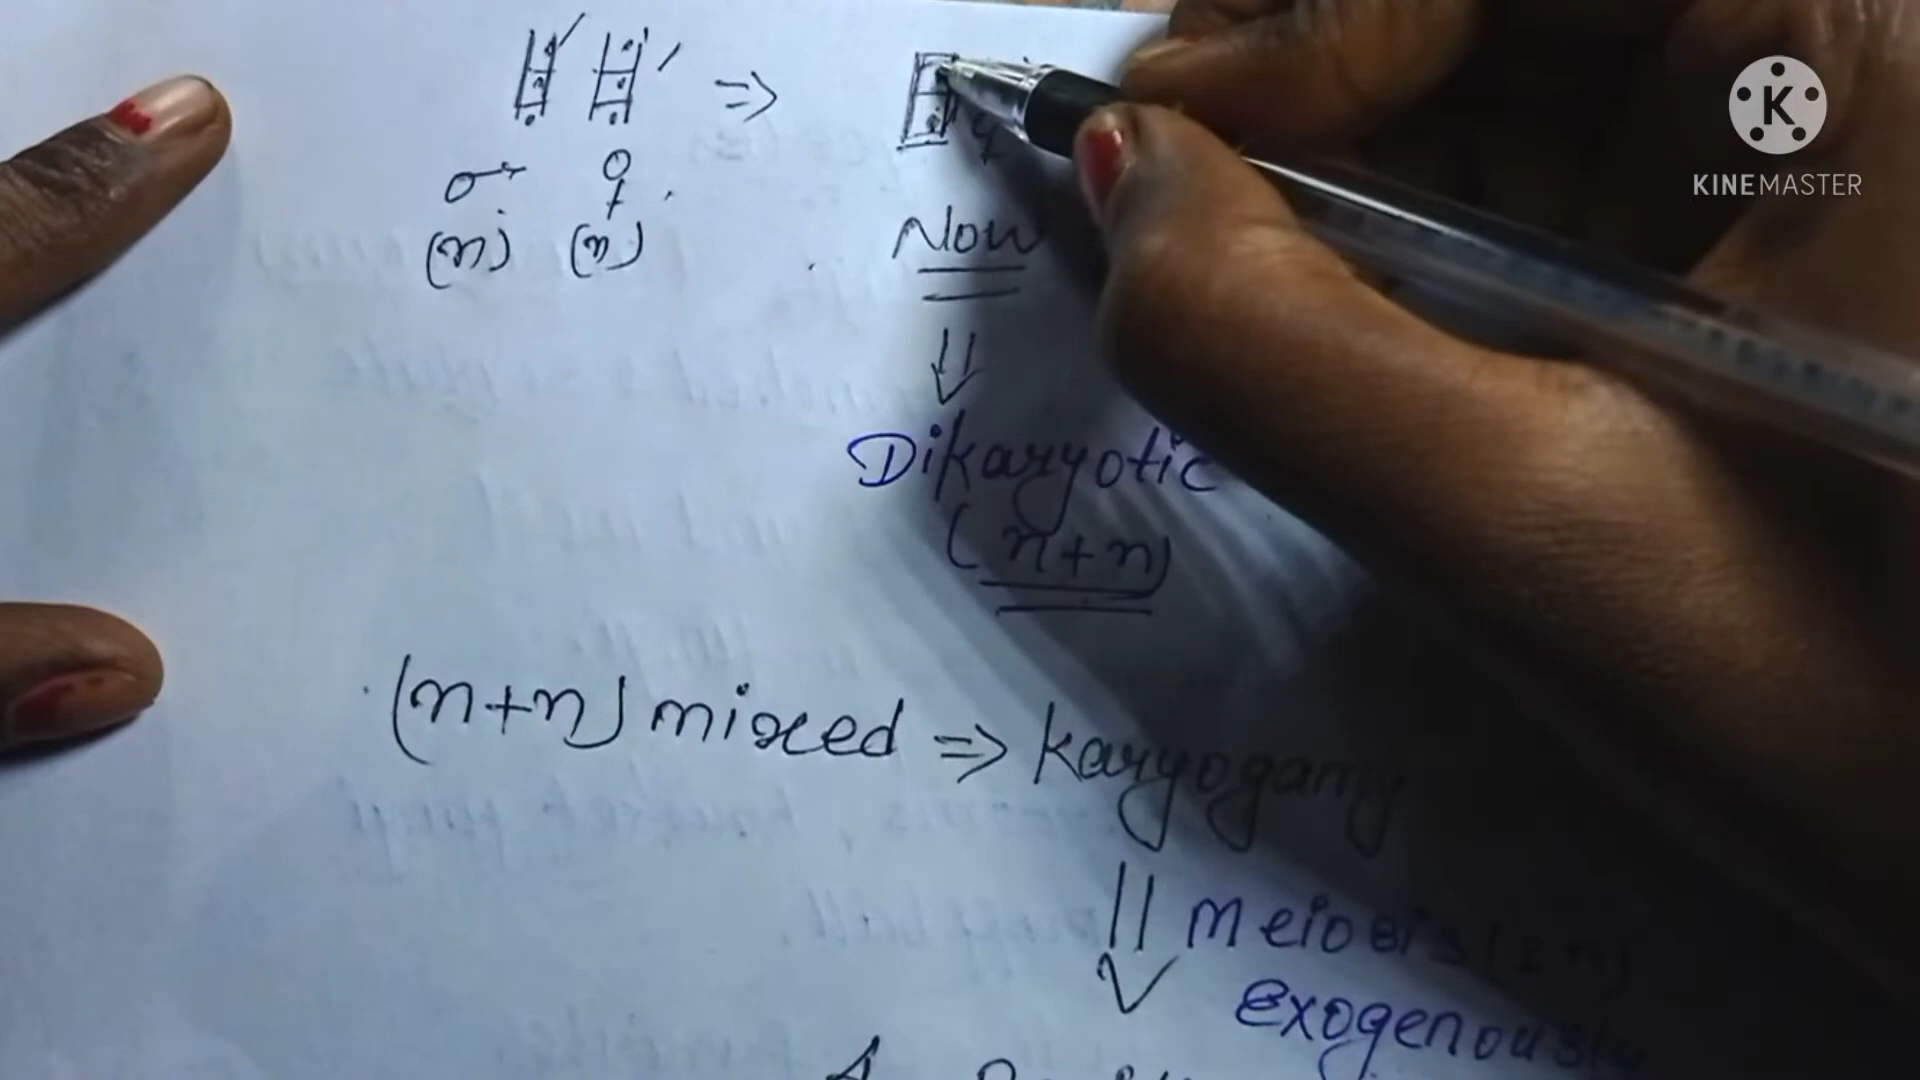 ⇒
♂ ♀
(n) (n)
Now
Dikaryotic
(n+n)
(n+n) mixed ⇒ karyogamy
Meiosis
exogenously
K
KINEMASTER